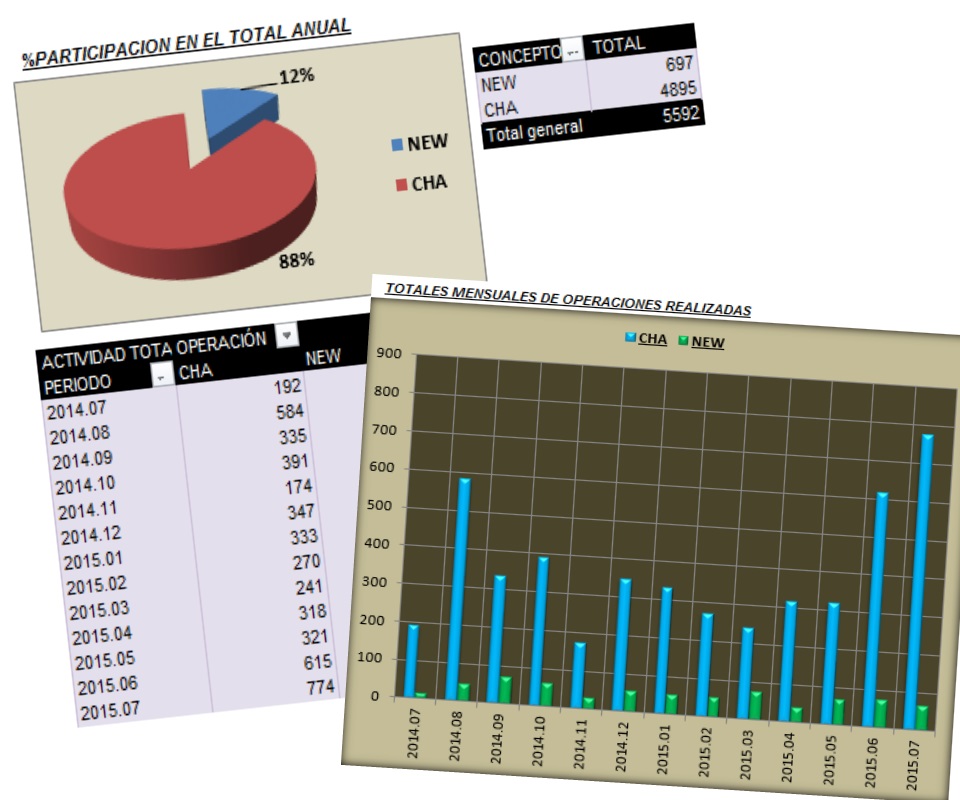 %PARTICIPACION EN EL TOTAL ANUAL
12%
NEW
CHA
88%
CONCEPTO TOTAL
NEW 697
CHA 4895
Total general 5592
ACTIVIDAD TOTA OPERACIÓN
PERIODO CHA NEW
2014.07 192
2014.08 584
2014.09 335
2014.10 391
2014.11 174
2014.12 347
2015.01 333
2015.02 270
2015.03 241
2015.04 318
2015.05 321
2015.06 615
2015.07 774
TOTALES MENSUALES DE OPERACIONES REALIZADAS
CHA NEW
900
800
700
600
500
400
300
200
100
0
2014.07 2014.08 2014.09 2014.10 2014.11 2014.12 2015.01 2015.02 2015.03 2015.04 2015.05 2015.06 2015.07